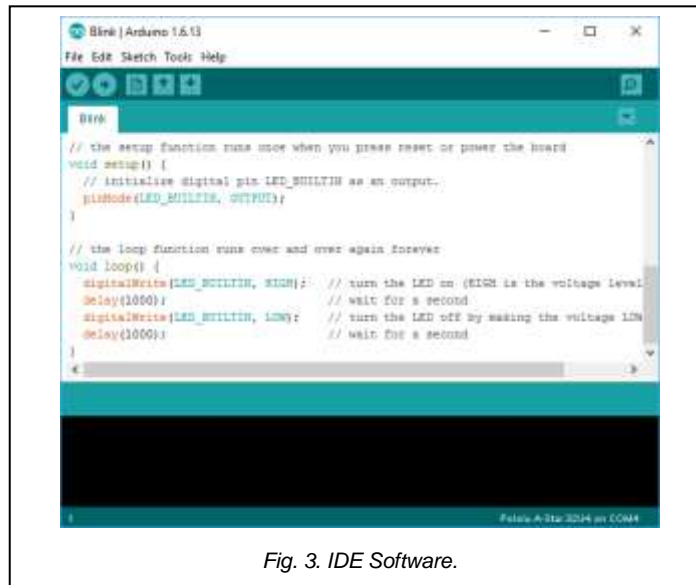 Blink | Arduino 1.6.13
File Edit Sketch Tools Help
Blink
// the setup function runs once when you press reset or power the board
void setup() {
  // initialize digital pin LED_BUILTIN as an output.
  pinMode(LED_BUILTIN, OUTPUT);
}
// the loop function runs over and over again forever
void loop() {
  digitalWrite(LED_BUILTIN, HIGH);   // turn the LED on (HIGH is the voltage level
  delay(1000);                       // wait for a second
  digitalWrite(LED_BUILTIN, LOW);    // turn the LED off by making the voltage LOW
  delay(1000);                       // wait for a second
}
1
Pololu A-Star 32U4 on COM4
Fig. 3. IDE Software.